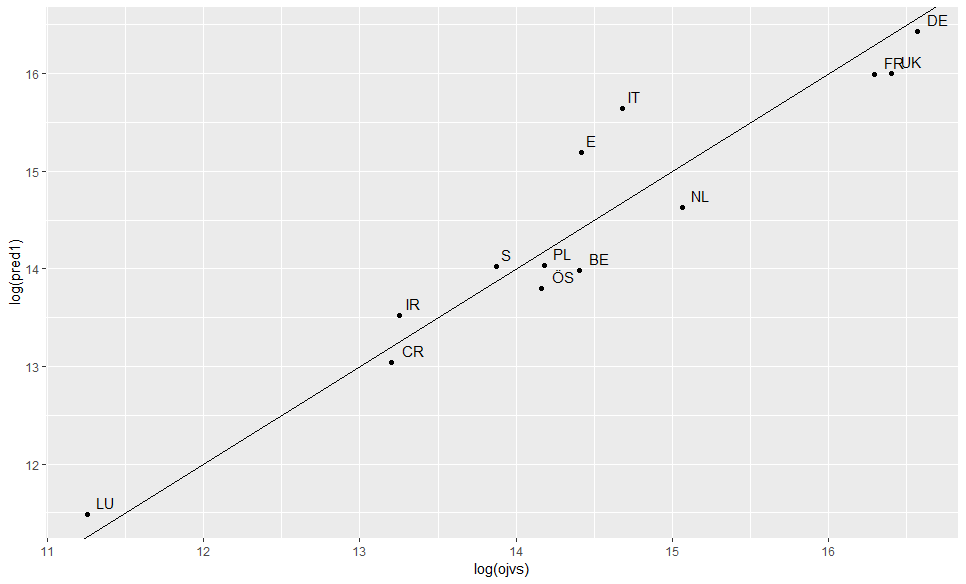 DE
FR
UK
16
IT
E
15
NL
S
PL
BE
14
ÖS
IR
CR
13
12
LU
log(pred1)
11
12
13
14
15
16
log(ojvs)